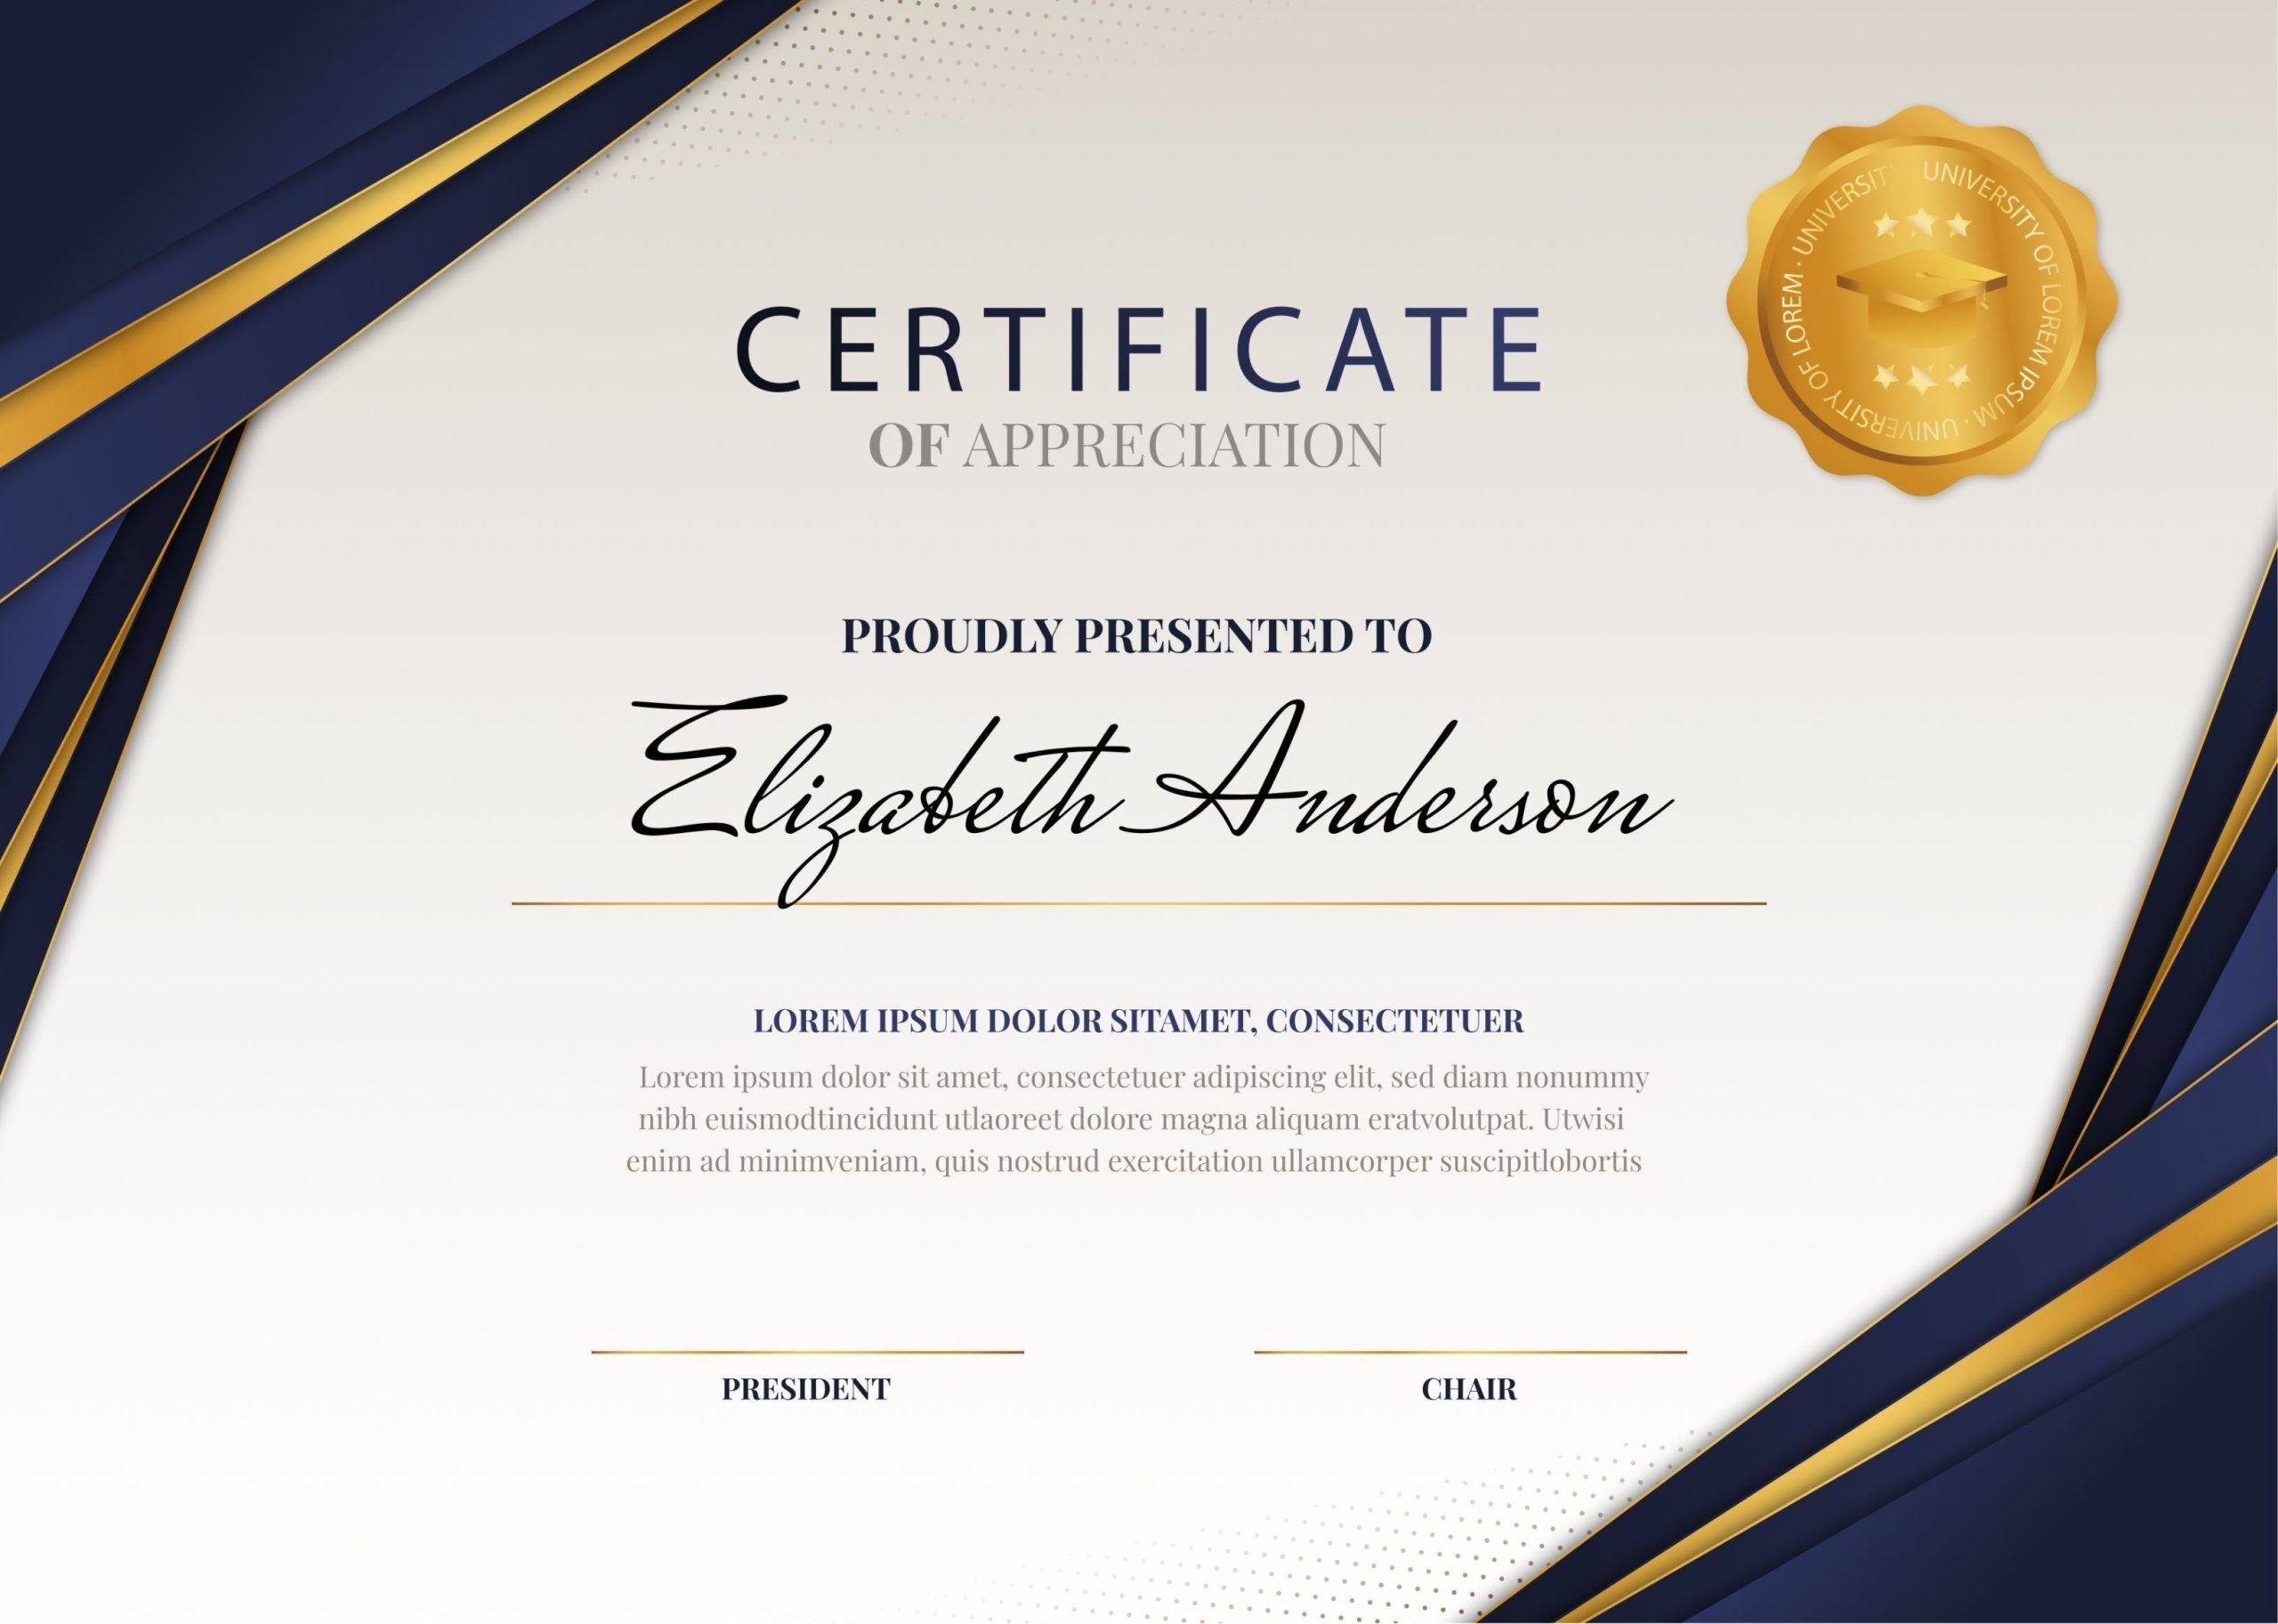 CERTIFICATE
OF APPRECIATION
UNIVERSITY OF LOREM IPSUM · UNIVERSITY OF LOREM · UNIVERSITY
PROUDLY PRESENTED TO
Elizabeth Anderson
LOREM IPSUM DOLOR SITAMET, CONSECTETUER
Lorem ipsum dolor sit amet, consectetuer adipiscing elit, sed diam nonummy
nibh euismodtincidunt utlaoreet dolore magna aliquam eratvolutpat. Utwisi
enim ad minimveniam, quis nostrud exercitation ullamcorper suscipitlobortis
PRESIDENT
CHAIR